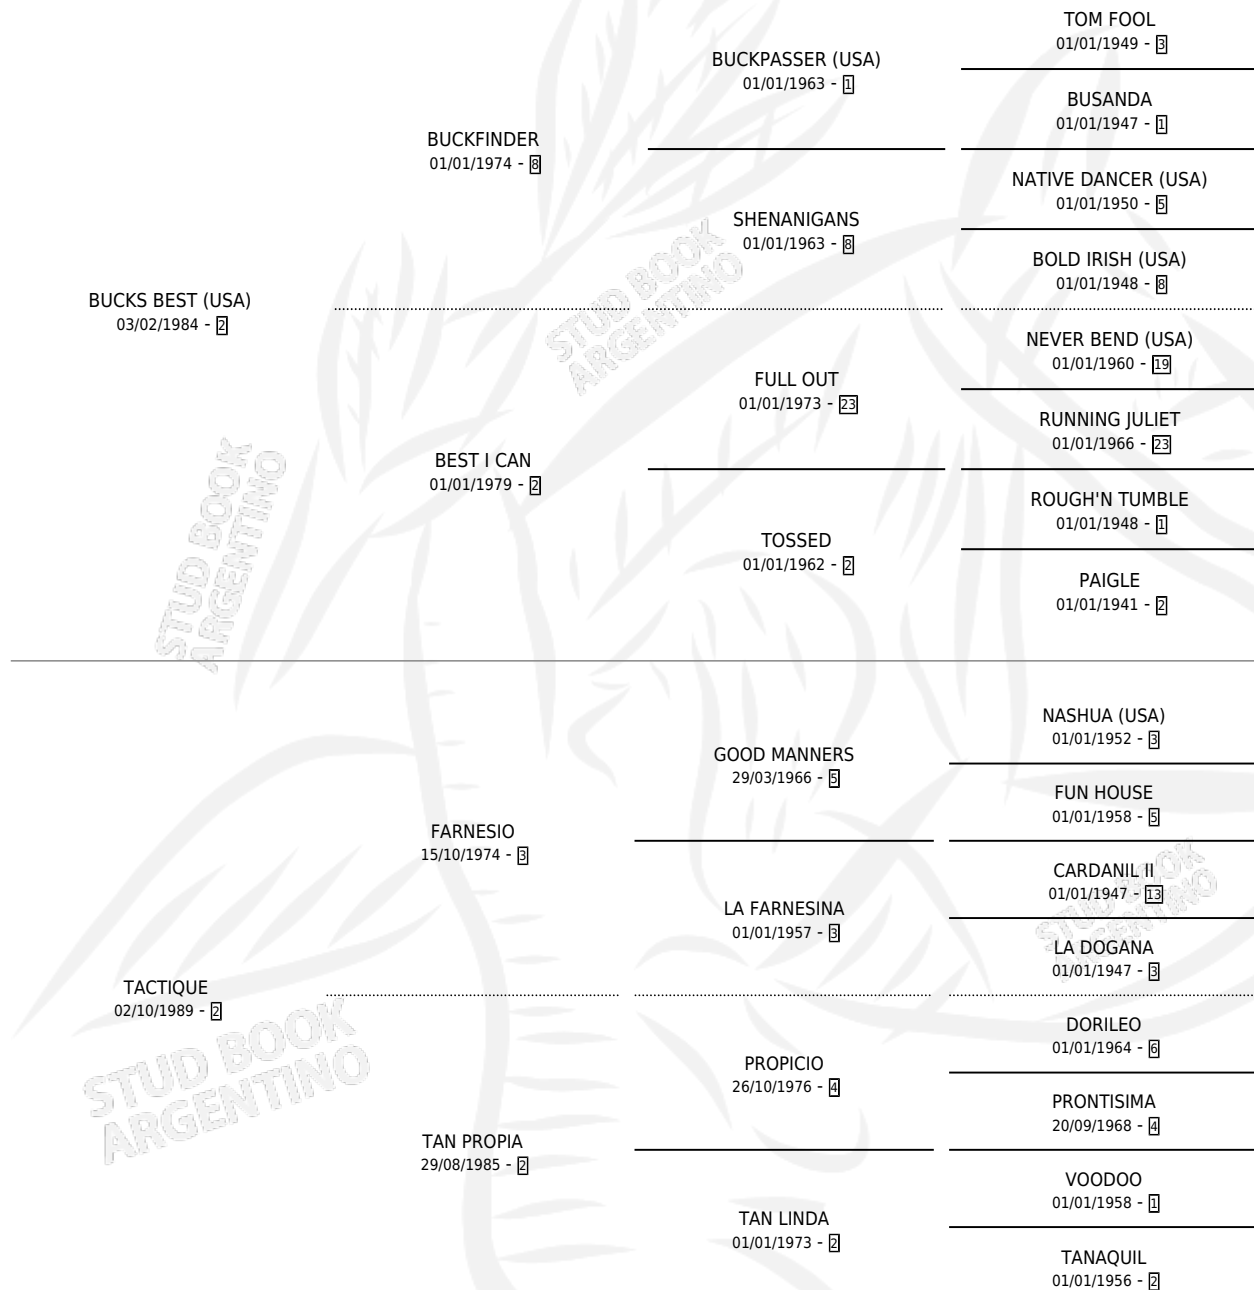 TOM FOOL
01/01/1949 - 3
BUCKPASSER (USA)
01/01/1963 - 1
BUSANDA
01/01/1947 - 1
BUCKFINDER
01/01/1974 - 8
NATIVE DANCER (USA)
01/01/1950 - 5
SHENANIGANS
01/01/1963 - 8
BOLD IRISH (USA)
01/01/1948 - 8
BUCKS BEST (USA)
03/02/1984 - 2
STUD BOOK
ARGENTINO
NEVER BEND (USA)
01/01/1960 - 19
FULL OUT
01/01/1973 - 23
RUNNING JULIET
01/01/1966 - 23
BEST I CAN
01/01/1979 - 2
ROUGH'N TUMBLE
01/01/1948 - 1
TOSSED
01/01/1962 - 2
PAIGLE
01/01/1941 - 2
STUD BOOK
ARGENTINO
NASHUA (USA)
01/01/1952 - 3
GOOD MANNERS
29/03/1966 - 5
FUN HOUSE
01/01/1958 - 5
FARNESIO
15/10/1974 - 3
CARDANIL II
01/01/1947 - 13
LA FARNESINA
01/01/1957 - 3
STUD BOOK
ARGENTINO
LA DOGANA
01/01/1947 - 3
TACTIQUE
02/10/1989 - 2
STUD BOOK
ARGENTINO
DORILEO
01/01/1964 - 6
PROPICIO
26/10/1976 - 4
PRONTISIMA
20/09/1968 - 4
TAN PROPIA
29/08/1985 - 2
VOODOO
01/01/1958 - 1
TAN LINDA
01/01/1973 - 2
TANAQUIL
01/01/1956 - 2